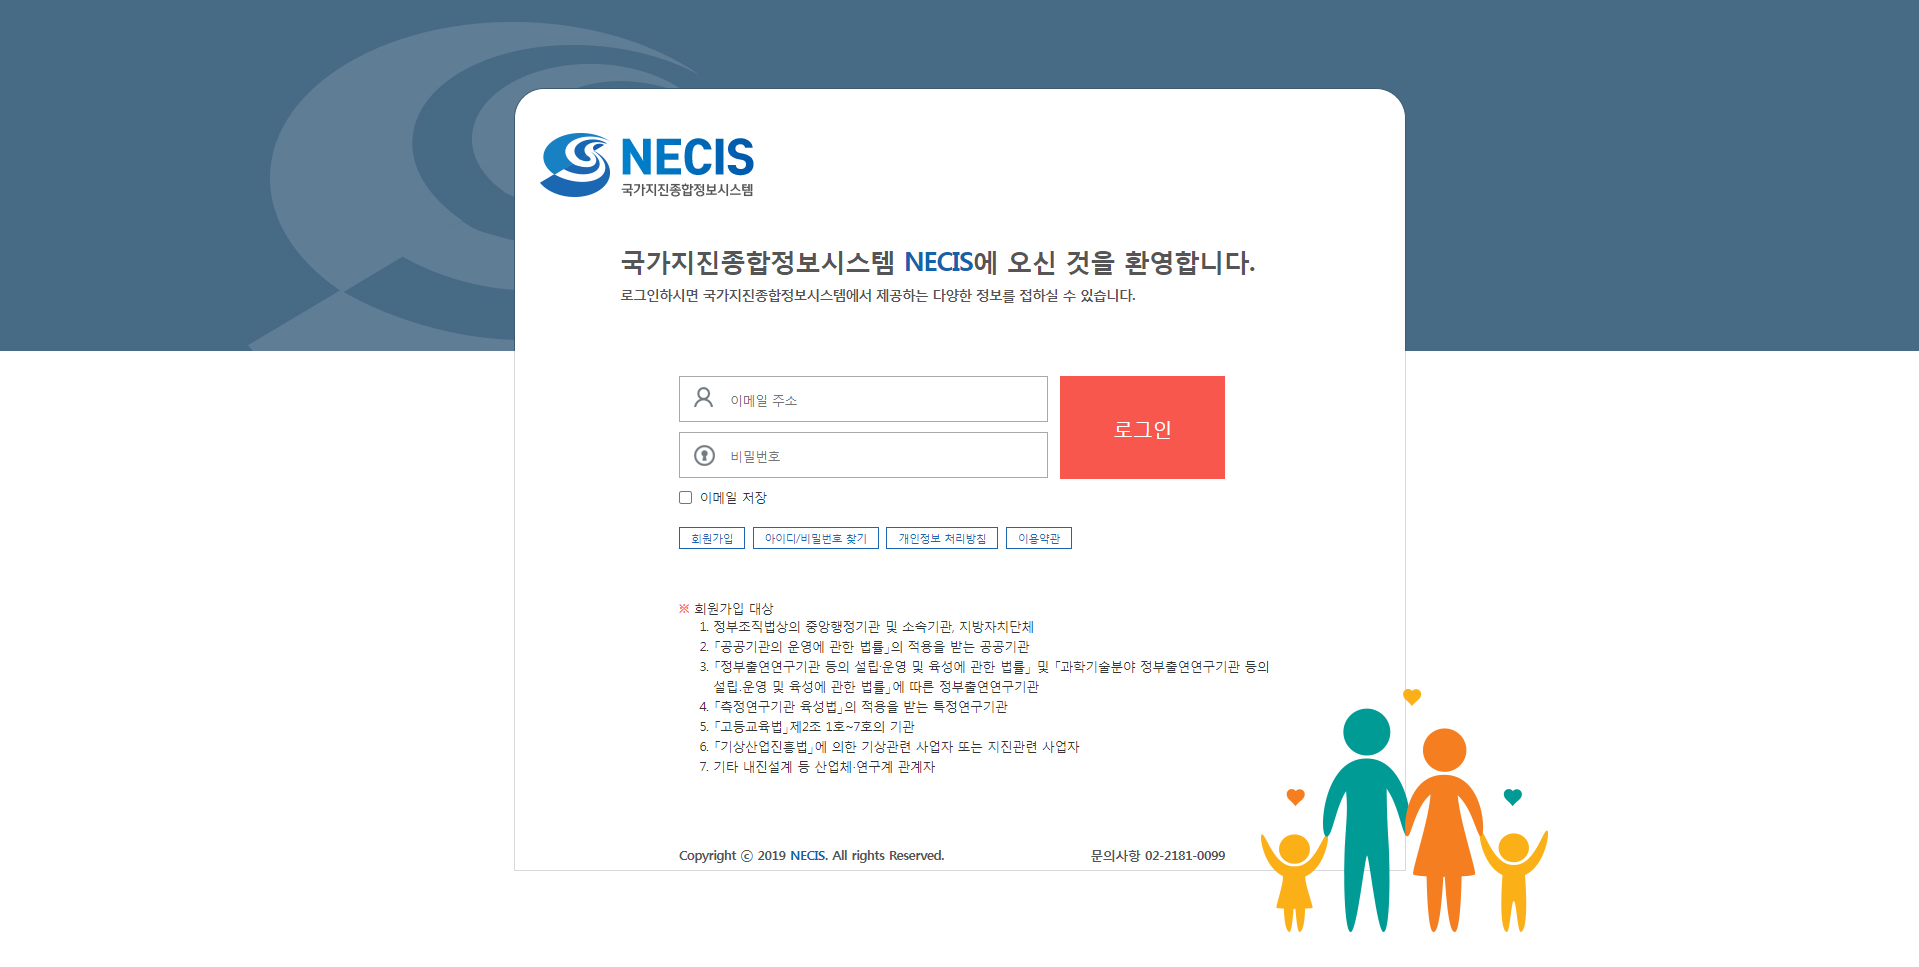 NECIS
국가지진종합정보시스템
국가지진종합정보시스템 NECIS에 오신 것을 환영합니다.
로그인하시면 국가지진종합정보시스템에서 제공하는 다양한 정보를 접하실 수 있습니다.
이메일 주소
로그인
비밀번호
이메일 저장
회원가입 아이디/비밀번호 찾기 개인정보 처리방침 이용약관
※ 회원가입 대상
1. 정부조직법상의 중앙행정기관 및 소속기관, 지방자치단체
2. 「공공기관의 운영에 관한 법률」의 적용을 받는 공공기관
3. 「정부출연연구기관 등의 설립·운영 및 육성에 관한 법률」 및 「과학기술분야 정부출연연구기관 등의
설립.운영 및 육성에 관한 법률」에 따른 정부출연연구기관
4. 「측정연구기관 육성법」의 적용을 받는 특정연구기관
5. 「고등교육법」제2조 1호~7호의 기관
6. 「기상산업진흥법」에 의한 기상관련 사업자 또는 지진관련 사업자
7. 기타 내진설계 등 산업체·연구계 관계자
Copyright ⓒ 2019 NECIS. All rights Reserved. 문의사항 02-2181-0099